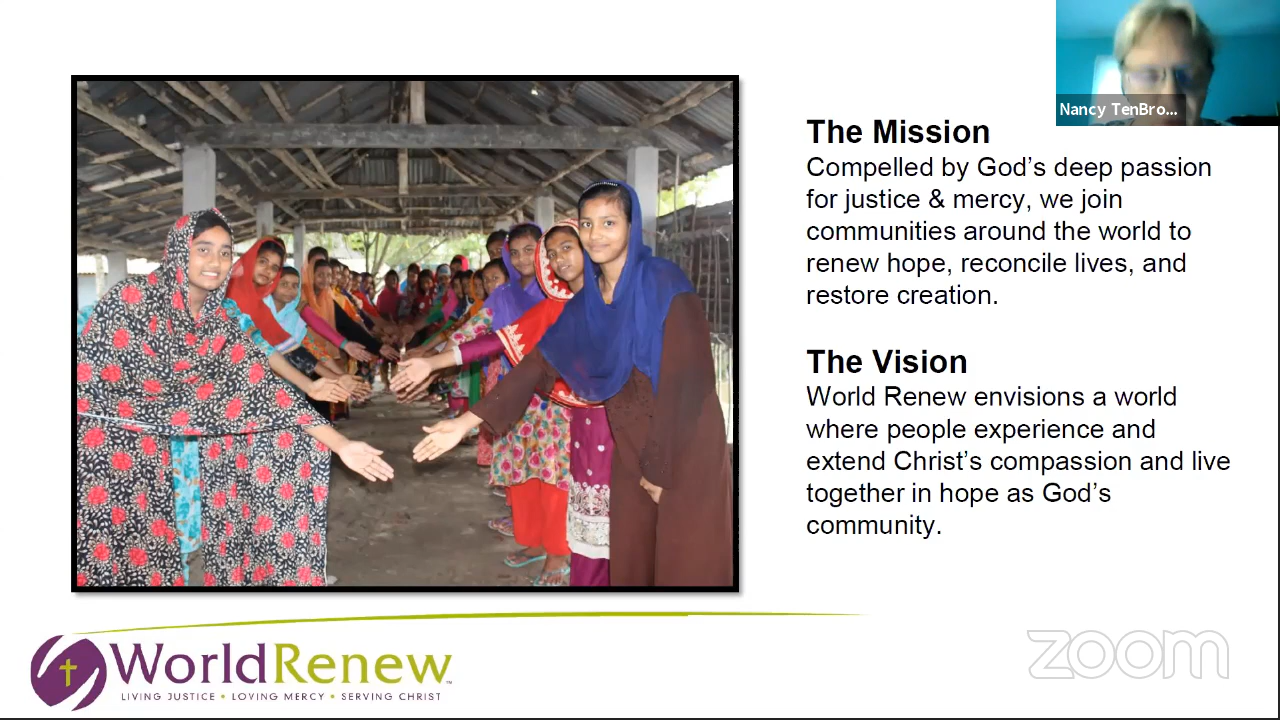 Nancy TenBro...
The Mission
Compelled by God’s deep passion
for justice & mercy, we join
communities around the world to
renew hope, reconcile lives, and
restore creation.
The Vision
World Renew envisions a world
where people experience and
extend Christ’s compassion and live
together in hope as God’s
community.
WorldRenew™
LIVING JUSTICE • LOVING MERCY • SERVING CHRIST
zoom